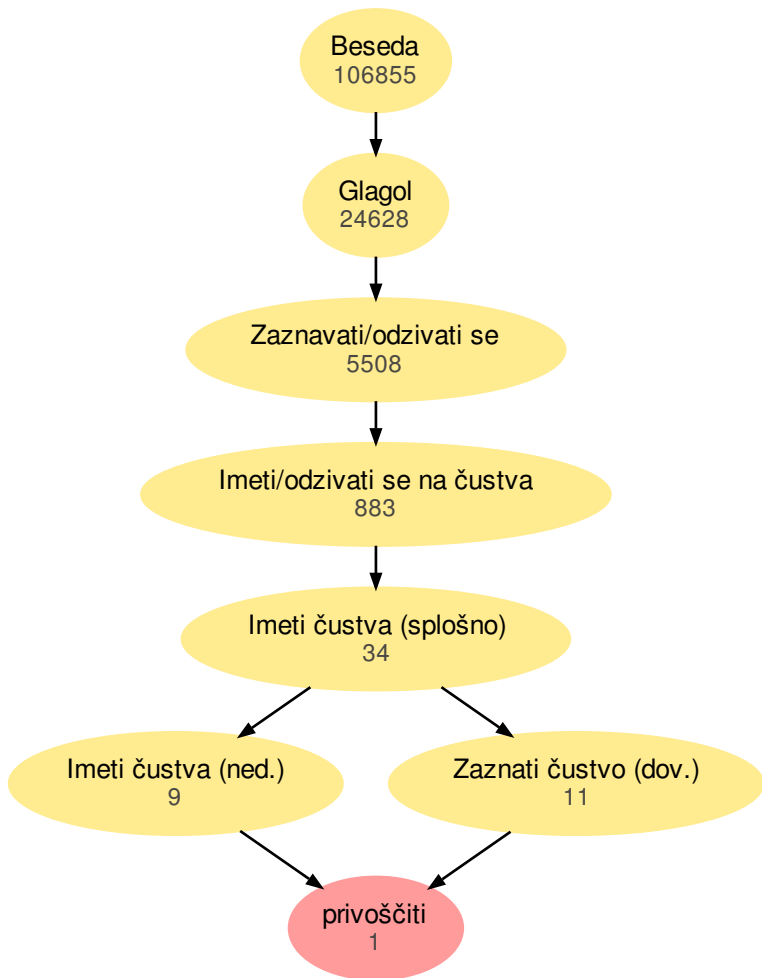 Beseda
106855
Glagol
24628
Zaznavati/odzivati se
5508
Imeti/odzivati se na čustva
883
Imeti čustva (splošno)
34
Imeti čustva (ned.)
9
Zaznati čustvo (dov.)
11
privoščiti
1